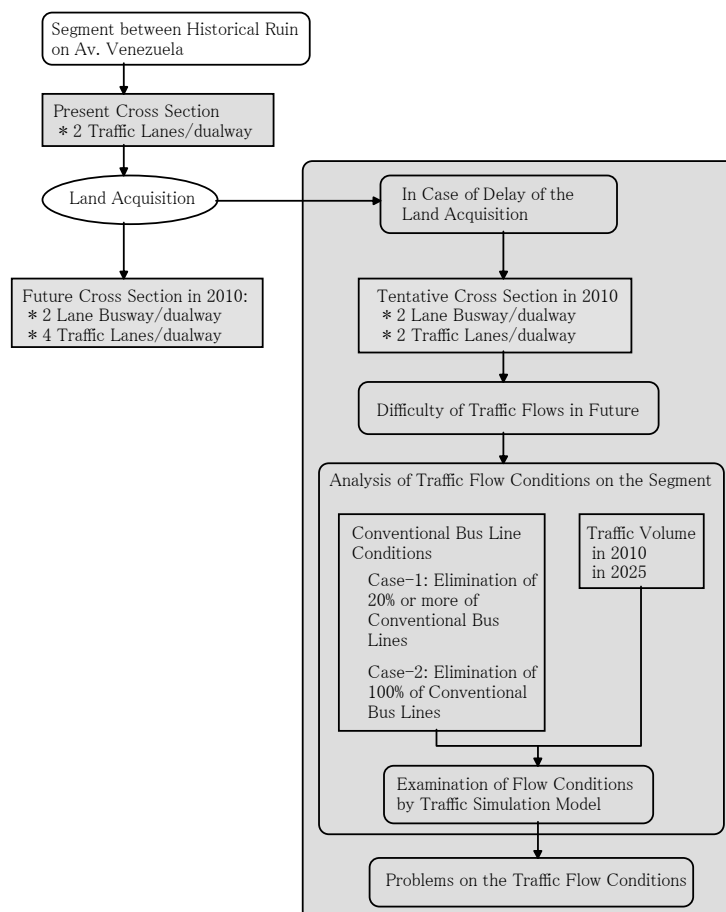 Segment between Historical Ruin
on Av. Venezuela
Present Cross Section
* 2 Traffic Lanes/dualway
Land Acquisition
In Case of Delay of the
Land Acquisition
Future Cross Section in 2010:
* 2 Lane Busway/dualway
* 4 Traffic Lanes/dualway
Tentative Cross Section in 2010
* 2 Lane Busway/dualway
* 2 Traffic Lanes/dualway
Difficulty of Traffic Flows in Future
Analysis of Traffic Flow Conditions on the Segment
Conventional Bus Line
Conditions
Case-1: Elimination of
20% or more of
Conventional Bus
Lines
Case-2: Elimination of
100% of Conventional
Bus Lines
Traffic Volume
in 2010
in 2025
Examination of Flow Conditions
by Traffic Simulation Model
Problems on the Traffic Flow Conditions